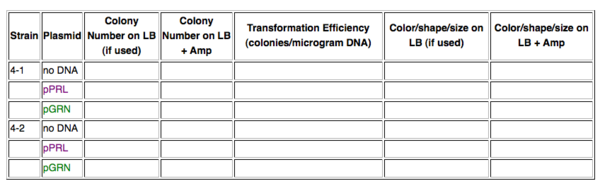 Strain Plasmid Colony Number on LB (if used) Colony Number on LB + Amp Transformation Efficiency (colonies/microgram DNA) Color/shape/size on LB (if used) Color/shape/size on LB + Amp
4-1 no DNA
pPRL
pGRN
4-2 no DNA
pPRL
pGRN